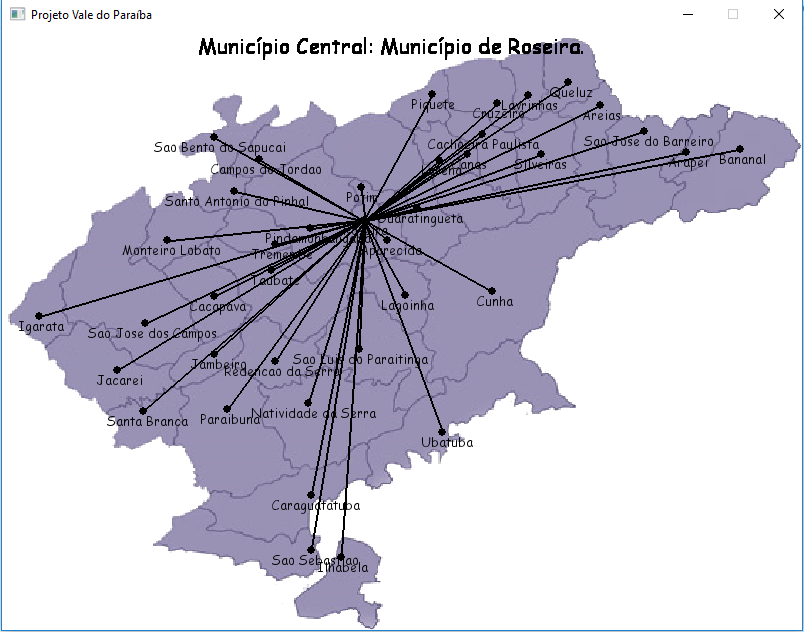 Projeto Vale do Paraíba
Município Central: Município de Roseira.
Queluz
Piquete
Lavrinhas
Cruzeiro
Areias
Sao Jose do Barreiro
Cachoeira Paulista
Sao Bento do Sapucai
Bananal
Arapei
Silveiras
Canas
Campos do Jordao
Potim
Santo Antonio do Pinhal
Guaratingueta
Pindamonhangaba
Aparecida
Monteiro Lobato
Tremembe
Taubate
Cunha
Lagoinha
Cacapava
Igarata
Sao Jose dos Campos
Sao Luis do Paraitinga
Jambeiro
Redencao da Serra
Jacarei
Natividade da Serra
Paraibuna
Santa Branca
Ubatuba
Caraguatatuba
Sao Sebastiao
Ilhabela